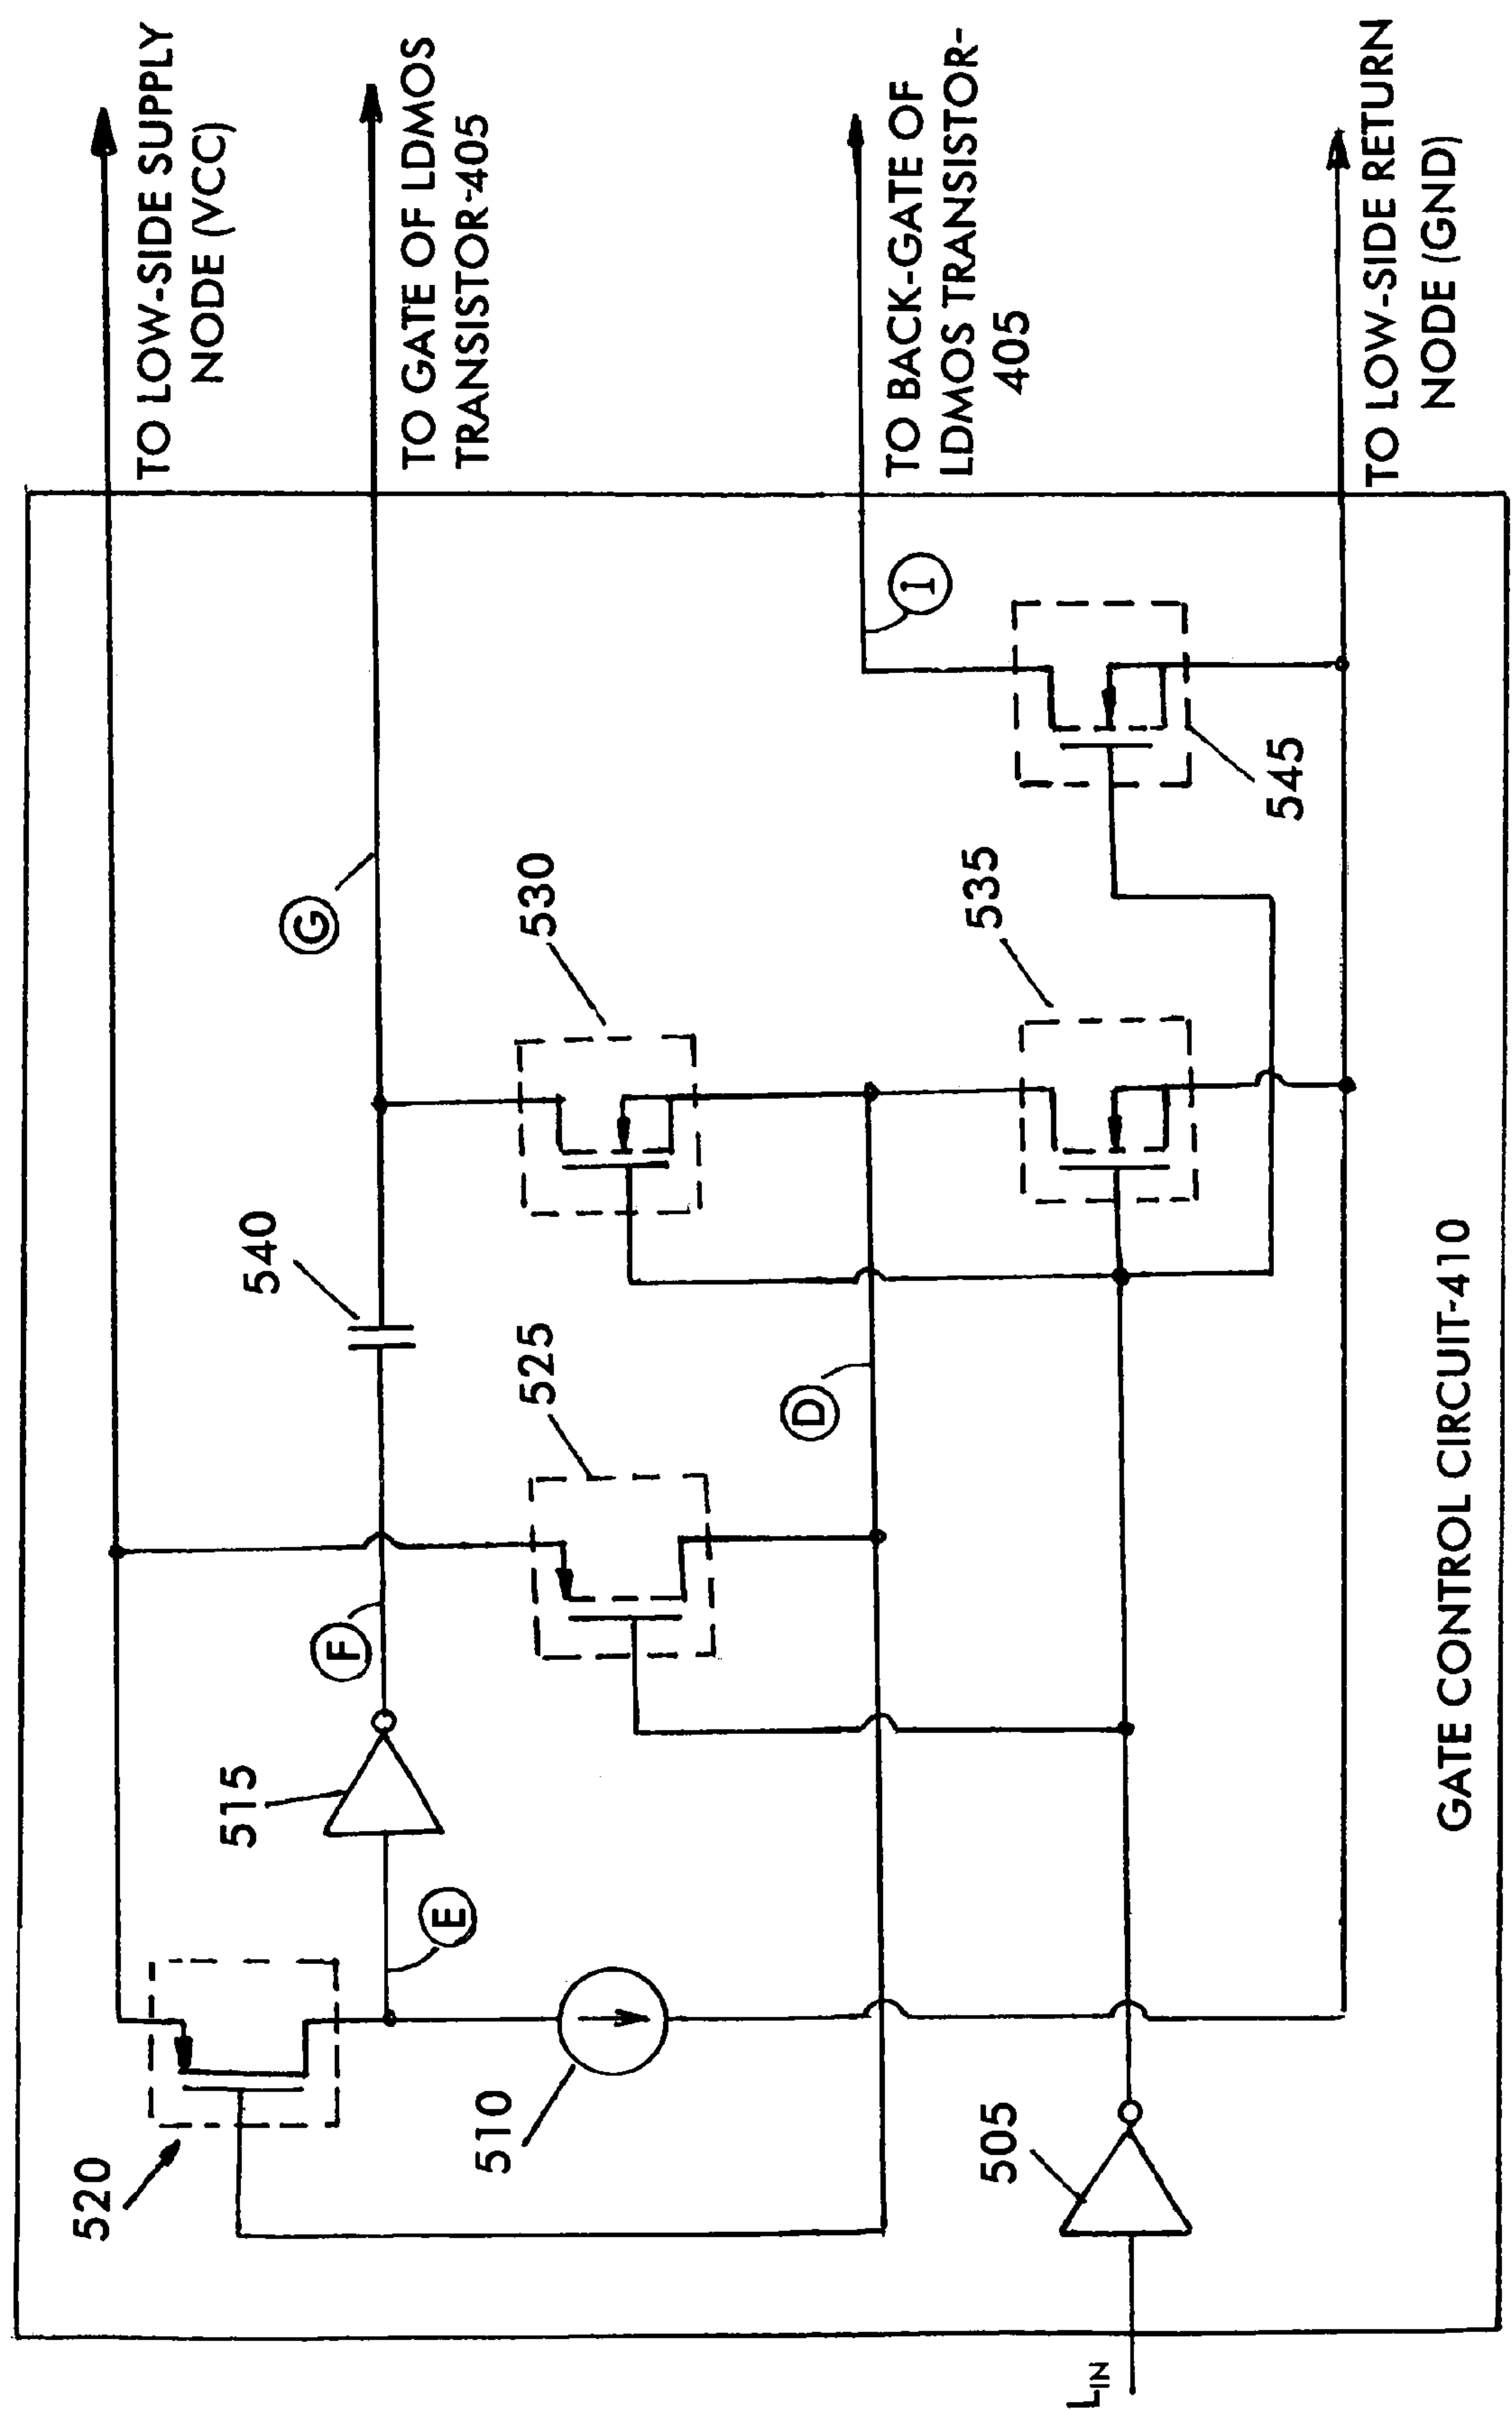 TO LOW-SIDE SUPPLY
NODE (VCC)
TO GATE OF LDMOS
TRANSISTOR-405
TO BACK-GATE OF
LDMOS TRANSISTOR-
405
TO LOW-SIDE RETURN
NODE (GND)
520
515
E
F
540
G
510
525
530
D
I
505
535
545
LIN
GATE CONTROL CIRCUIT-410